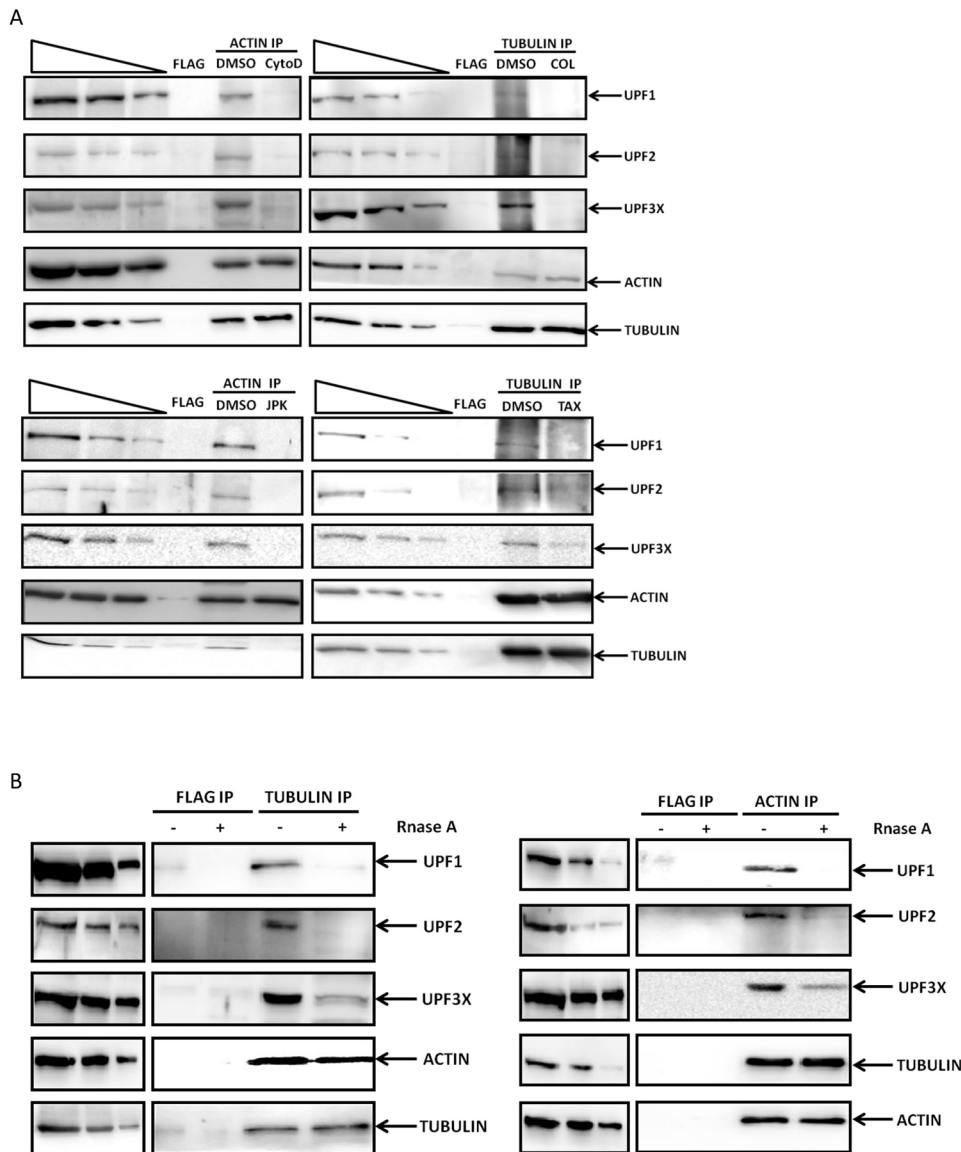 A
ACTIN IP
TUBULIN IP
FLAG DMSO CytoD
FLAG DMSO COL
UPF1
UPF2
UPF3X
ACTIN
TUBULIN
ACTIN IP
TUBULIN IP
FLAG DMSO JPK
FLAG DMSO TAX
UPF1
UPF2
UPF3X
ACTIN
TUBULIN
B
FLAG IP TUBULIN IP
- + - + Rnase A
UPF1
UPF2
UPF3X
ACTIN
TUBULIN
FLAG IP ACTIN IP
- + - + Rnase A
UPF1
UPF2
UPF3X
TUBULIN
ACTIN